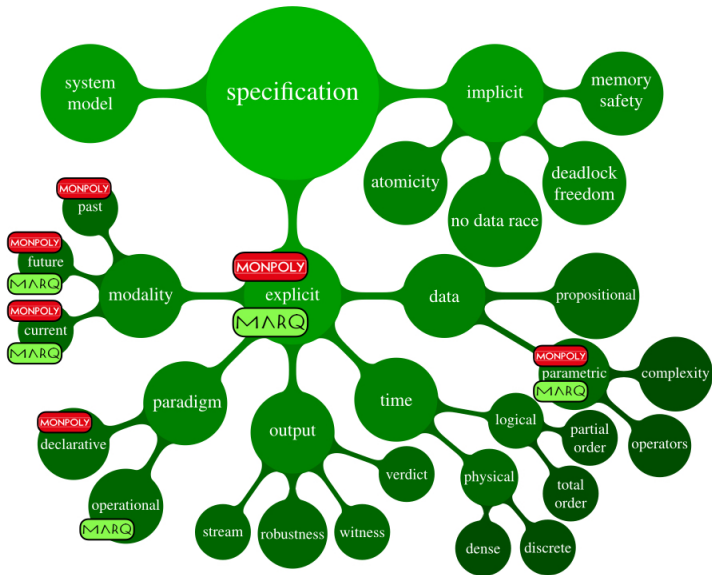 specification
system
model
implicit
memory
safety
atomicity
no data race
deadlock
freedom
MONPOLY
past
MONPOLY
future
MARQ
MONPOLY
current
MARQ
modality
MONPOLY
explicit
MARQ
data
propositional
MONPOLY
parametric
MARQ
complexity
operators
paradigm
MONPOLY
declarative
operational
MARQ
output
stream
robustness
witness
verdict
time
logical
partial
order
total
order
physical
dense
discrete